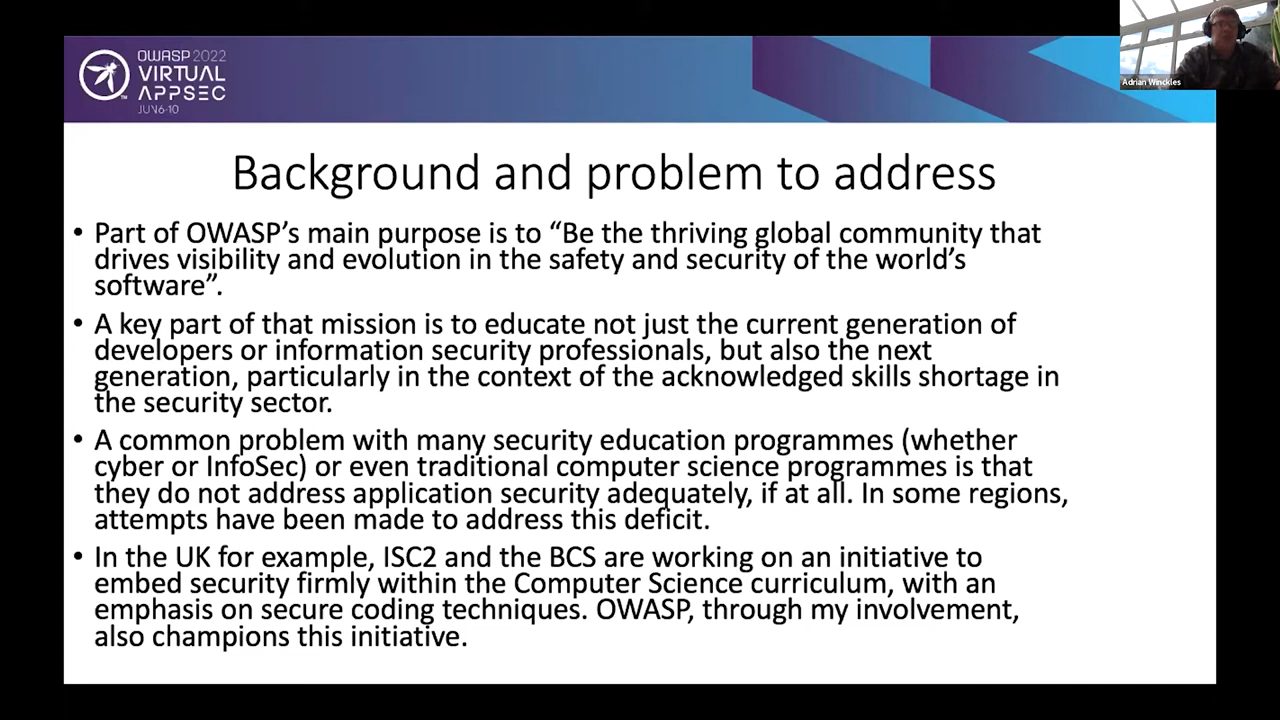 OWASP 2022
VIRTUAL
APPSEC
JUN 6-10
TM
Adrian Winckles
Background and problem to address
• Part of OWASP’s main purpose is to “Be the thriving global community that
drives visibility and evolution in the safety and security of the world’s
software”.
• A key part of that mission is to educate not just the current generation of
developers or information security professionals, but also the next
generation, particularly in the context of the acknowledged skills shortage in
the security sector.
• A common problem with many security education programmes (whether
cyber or InfoSec) or even traditional computer science programmes is that
they do not address application security adequately, if at all. In some regions,
attempts have been made to address this deficit.
• In the UK for example, ISC2 and the BCS are working on an initiative to
embed security firmly within the Computer Science curriculum, with an
emphasis on secure coding techniques. OWASP, through my involvement,
also champions this initiative.